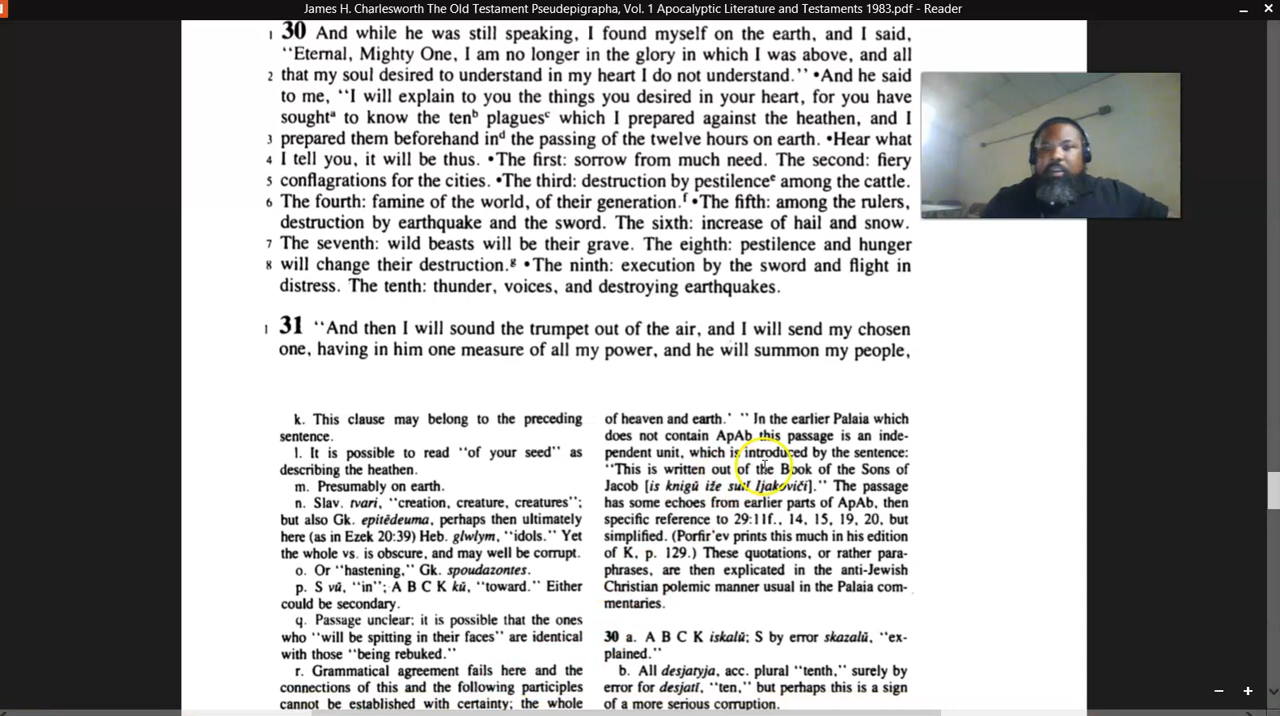 James H. Charlesworth The Old Testament Pseudepigrapha, Vol. 1 Apocalyptic Literature and Testaments 1983.pdf - Reader
1 30 And while he was still speaking, I found myself on the earth, and I said,
“Eternal, Mighty One, I am no longer in the glory in which I was above, and all
2 that my soul desired to understand in my heart I do not understand.” •And he said
to me, “I will explain to you the things you desired in your heart, for you have
soughtᵃ to know the tenᵇ plaguesᶜ which I prepared against the heathen, and I
3 prepared them beforehand inᵈ the passing of the twelve hours on earth. •Hear what
4 I tell you, it will be thus. •The first: sorrow from much need. The second: fiery
5 conflagrations for the cities. •The third: destruction by pestilenceᵉ among the cattle.
6 The fourth: famine of the world, of their generation.ᶠ •The fifth: among the rulers,
destruction by earthquake and the sword. The sixth: increase of hail and snow.
7 The seventh: wild beasts will be their grave. The eighth: pestilence and hunger
8 will change their destruction.ᵍ •The ninth: execution by the sword and flight in
distress. The tenth: thunder, voices, and destroying earthquakes.
1 31 “And then I will sound the trumpet out of the air, and I will send my chosen
one, having in him one measure of all my power, and he will summon my people,
k. This clause may belong to the preceding
sentence.
l. It is possible to read “of your seed” as
describing the heathen.
m. Presumably on earth.
n. Slav. tvari, “creation, creature, creatures”;
but also Gk. epitēdeuma, perhaps then ultimately
here (as in Ezek 20:39) Heb. glwlym, “idols.” Yet
the whole vs. is obscure, and may well be corrupt.
o. Or “hastening,” Gk. spoudazontes.
p. S vŭ, “in”; A B C K kŭ, “toward.” Either
could be secondary.
q. Passage unclear; it is possible that the ones
who “will be spitting in their faces” are identical
with those “being rebuked.”
r. Grammatical agreement fails here and the
connections of this and the following participles
cannot be established with certainty; the whole
of heaven and earth.’ ” In the earlier Palaia which
does not contain ApAb this passage is an inde-
pendent unit, which is introduced by the sentence:
“This is written out of the Book of the Sons of
Jacob [is knigŭ iže Ijakoviči].” The passage
has some echoes from earlier parts of ApAb, then
specific reference to 29:11f., 14, 15, 19, 20, but
simplified. (Porfir’ev prints this much in his edition
of K, p. 129.) These quotations, or rather para-
phrases, are then explicated in the anti-Jewish
Christian polemic manner usual in the Palaia com-
mentaries.
30 a. A B C K iskalŭ; S by error skazalŭ, “ex-
plained.”
b. All desjatyja, acc. plural “tenth,” surely by
error for desjatĭ, “ten,” but perhaps this is a sign
of a more serious corruption.